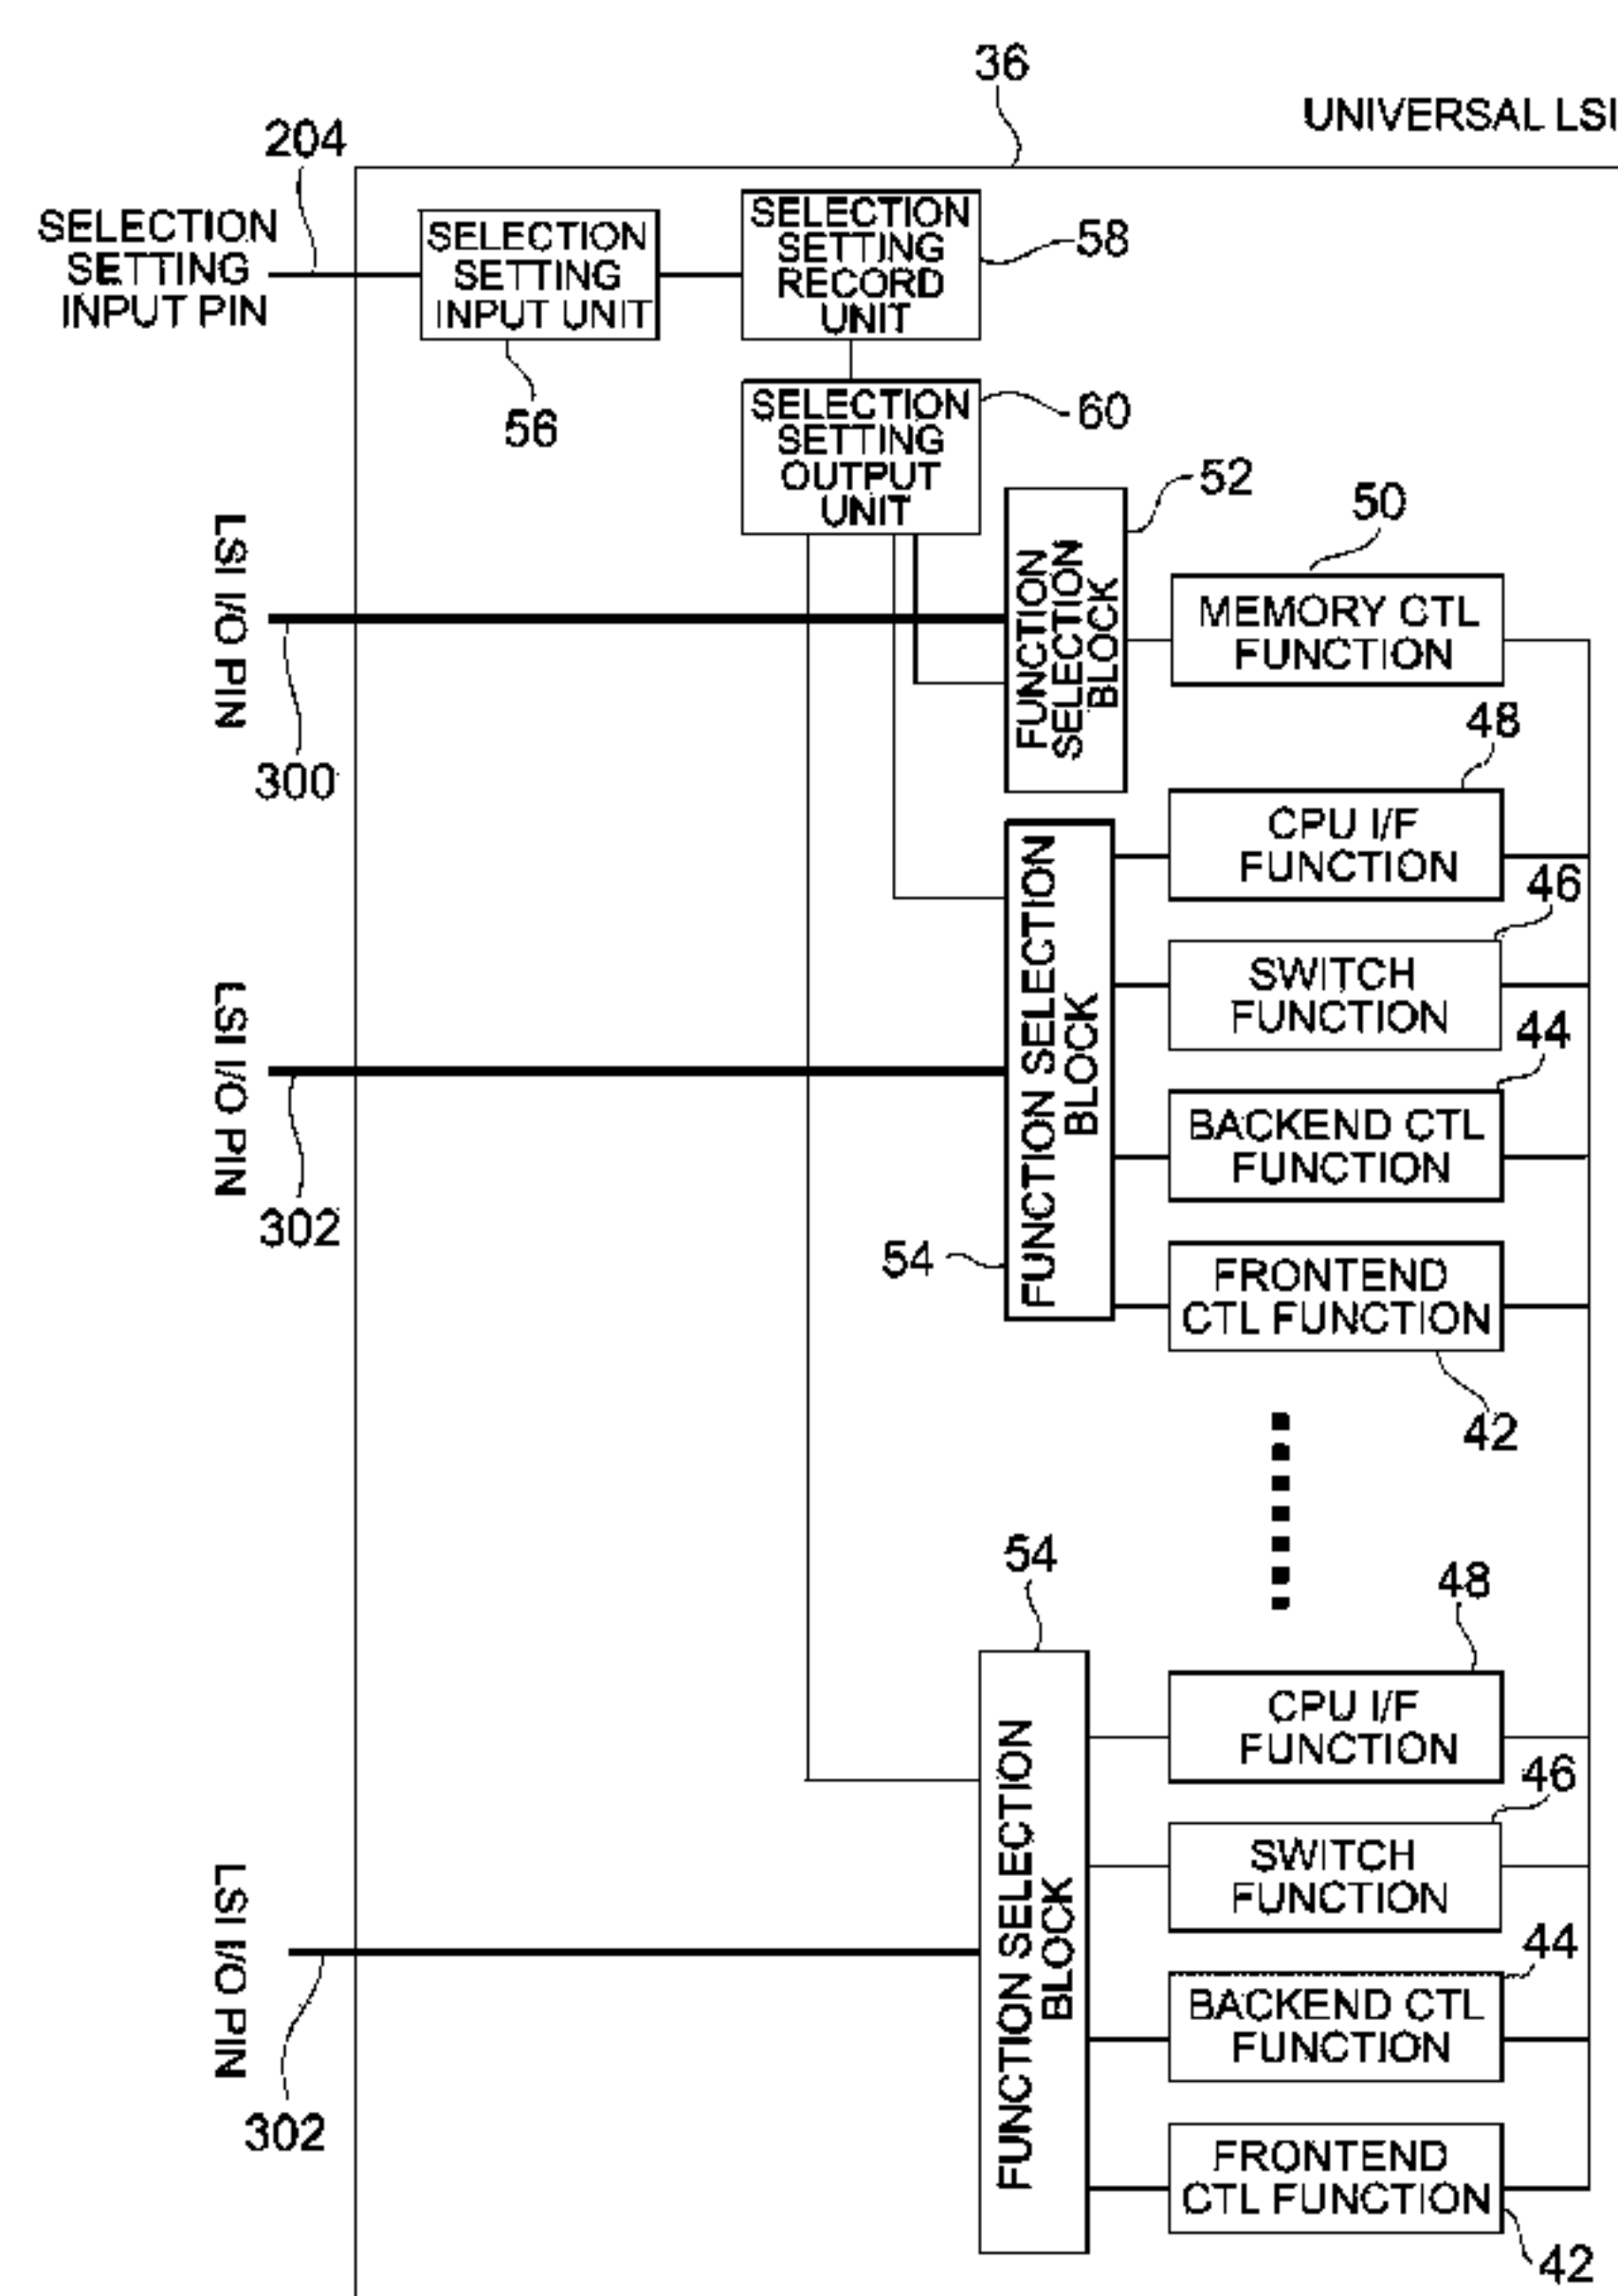 36
UNIVERSAL LSI
204
SELECTION
SETTING
INPUT PIN
SELECTION
SETTING
INPUT UNIT
SELECTION
SETTING
RECORD
UNIT
58
56
SELECTION
SETTING
OUTPUT
UNIT
60
52
50
LSI I/O PIN
300
FUNCTION
SELECTION
BLOCK
MEMORY CTL
FUNCTION
48
CPU I/F
FUNCTION
46
SWITCH
FUNCTION
44
LSI I/O PIN
302
FUNCTION SELECTION
BLOCK
54
BACKEND CTL
FUNCTION
FRONTEND
CTL FUNCTION
42
54
48
CPU I/F
FUNCTION
46
SWITCH
FUNCTION
44
LSI I/O PIN
302
FUNCTION SELECTION
BLOCK
BACKEND CTL
FUNCTION
FRONTEND
CTL FUNCTION
42